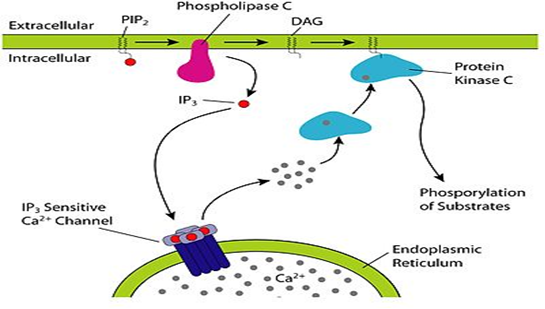 Phospholipase C
PIP2
DAG
Extracellular
Intracellular
Protein
Kinase C
IP3
Phosporylation
of Substrates
IP3 Sensitive
Ca2+ Channel
Endoplasmic
Reticulum
Ca2+